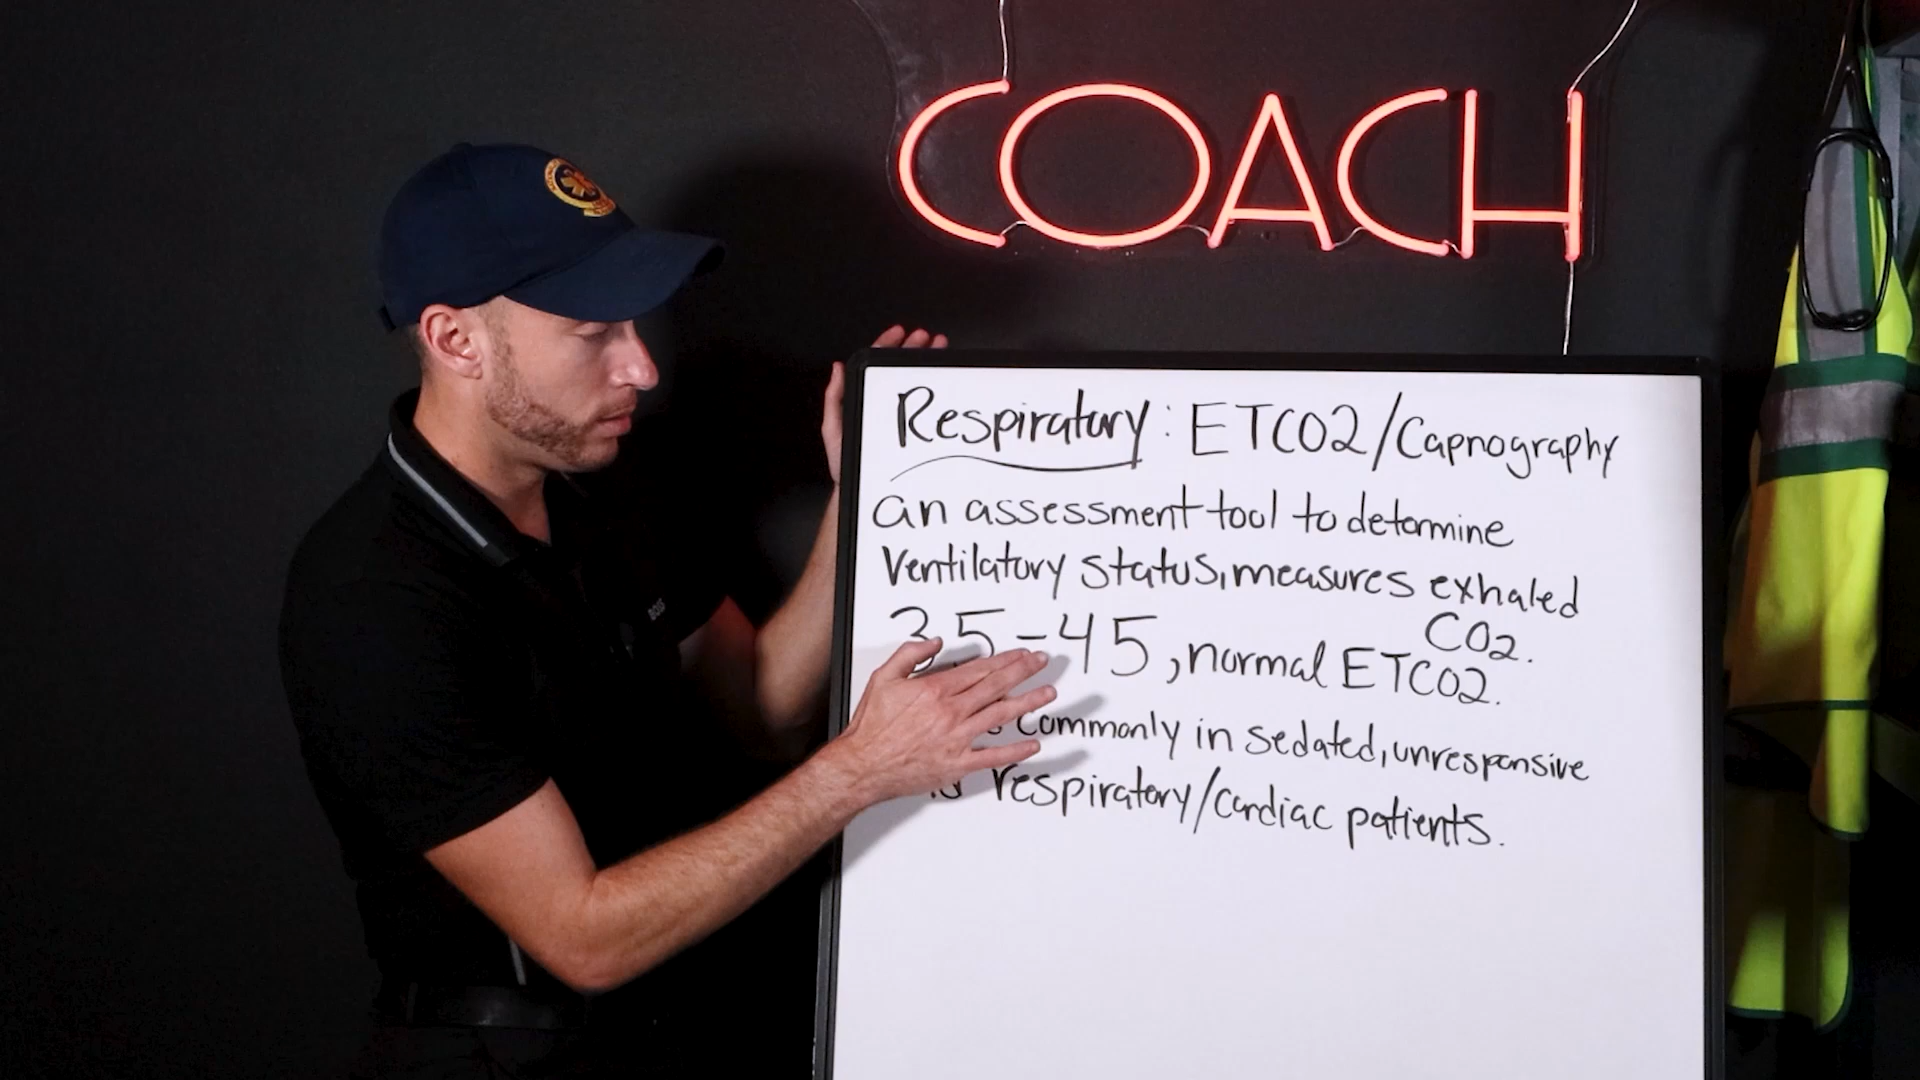 COACH
BOSS
Respiratory: ETCO2/Capnography
an assessment tool to determine
ventilatory status, measures exhaled
CO2.
35-45, normal ETCO2.
commonly in sedated, unresponsive
respiratory/cardiac patients.